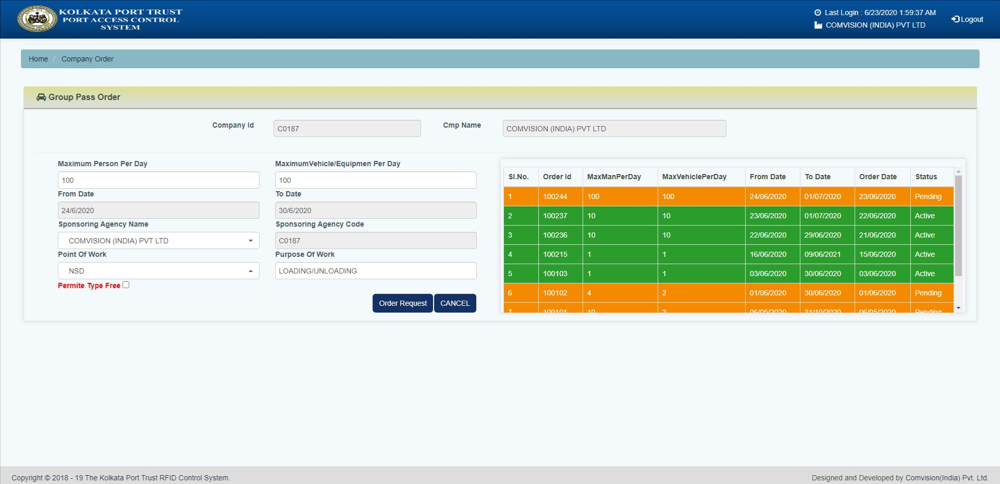 KOLKATA PORT TRUST
PORT ACCESS CONTROL
SYSTEM
Last Login : 6/23/2020 1:59:37 AM
COMVISION (INDIA) PVT LTD
Logout
Home / Company Order
Group Pass Order
Company Id C0187 Cmp Name COMVISION (INDIA) PVT LTD
Maximum Person Per Day MaximumVehicle/Equipmen Per Day
100 100
From Date To Date
24/6/2020 30/6/2020
Sponsoring Agency Name Sponsoring Agency Code
COMVISION (INDIA) PVT LTD C0187
Point Of Work Purpose Of Work
NSD LOADING/UNLOADING
Permite Type Free
Order Request CANCEL
Sl.No. Order Id MaxManPerDay MaxVehiclePerDay From Date To Date Order Date Status
1 100244 100 100 24/06/2020 01/07/2020 23/06/2020 Pending
2 100237 10 10 23/06/2020 01/07/2020 22/06/2020 Active
3 100236 10 10 22/06/2020 29/06/2020 21/06/2020 Active
4 100215 1 1 16/06/2020 09/06/2021 15/06/2020 Active
5 100103 1 1 03/06/2020 30/06/2020 03/06/2020 Active
6 100102 4 2 01/06/2020 30/06/2020 01/06/2020 Pending
7 100101 10 3 06/05/2020 31/10/2020 06/05/2020 Pending
Copyright © 2018 - 19 The Kolkata Port Trust RFID Control System.
Designed and Developed by Comvision(India) Pvt. Ltd.